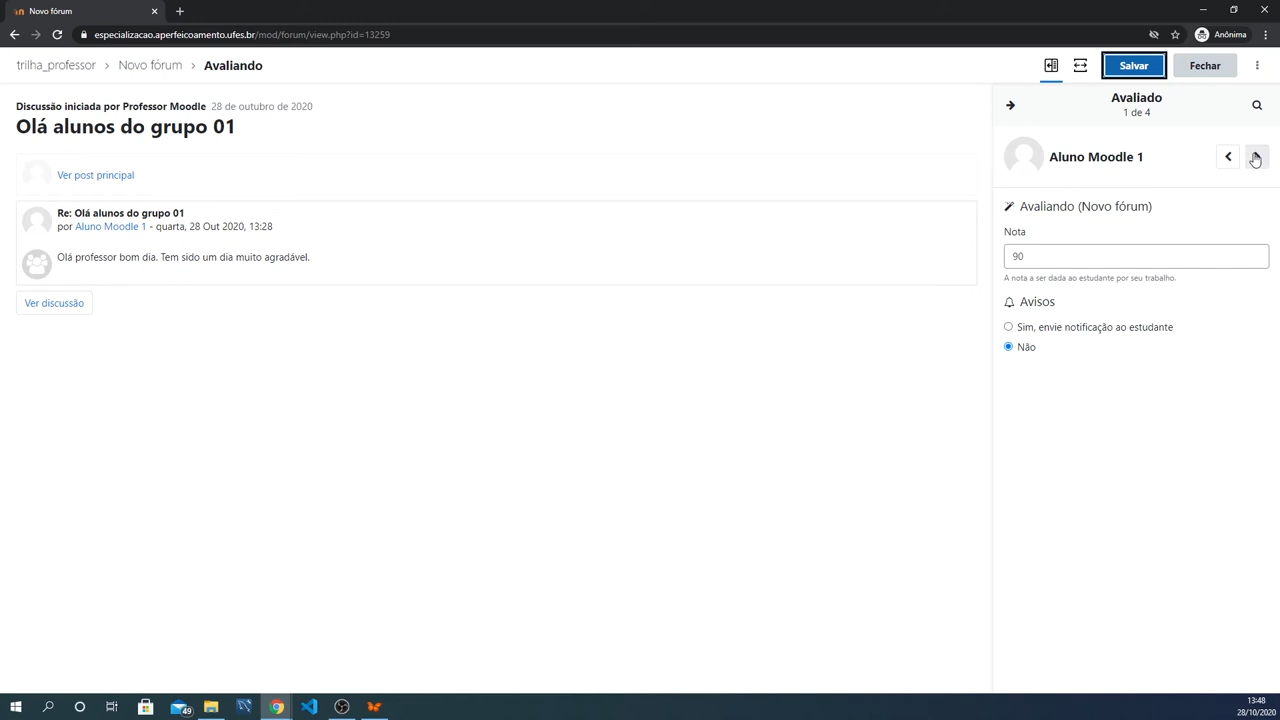 Novo fórum
especializacao.aperfeicoamento.ufes.br/mod/forum/view.php?id=13259
Anônima
trilha_professor
Novo fórum
Avaliando
Salvar
Fechar
Discussão iniciada por Professor Moodle 28 de outubro de 2020
Olá alunos do grupo 01
Ver post principal
Re: Olá alunos do grupo 01
por Aluno Moodle 1 - quarta, 28 Out 2020, 13:28
Olá professor bom dia. Tem sido um dia muito agradável.
Ver discussão
Avaliado
1 de 4
Aluno Moodle 1
Avaliando (Novo fórum)
Nota
90
A nota a ser dada ao estudante por seu trabalho.
Avisos
Sim, envie notificação ao estudante
Não
49
13:48
28/10/2020